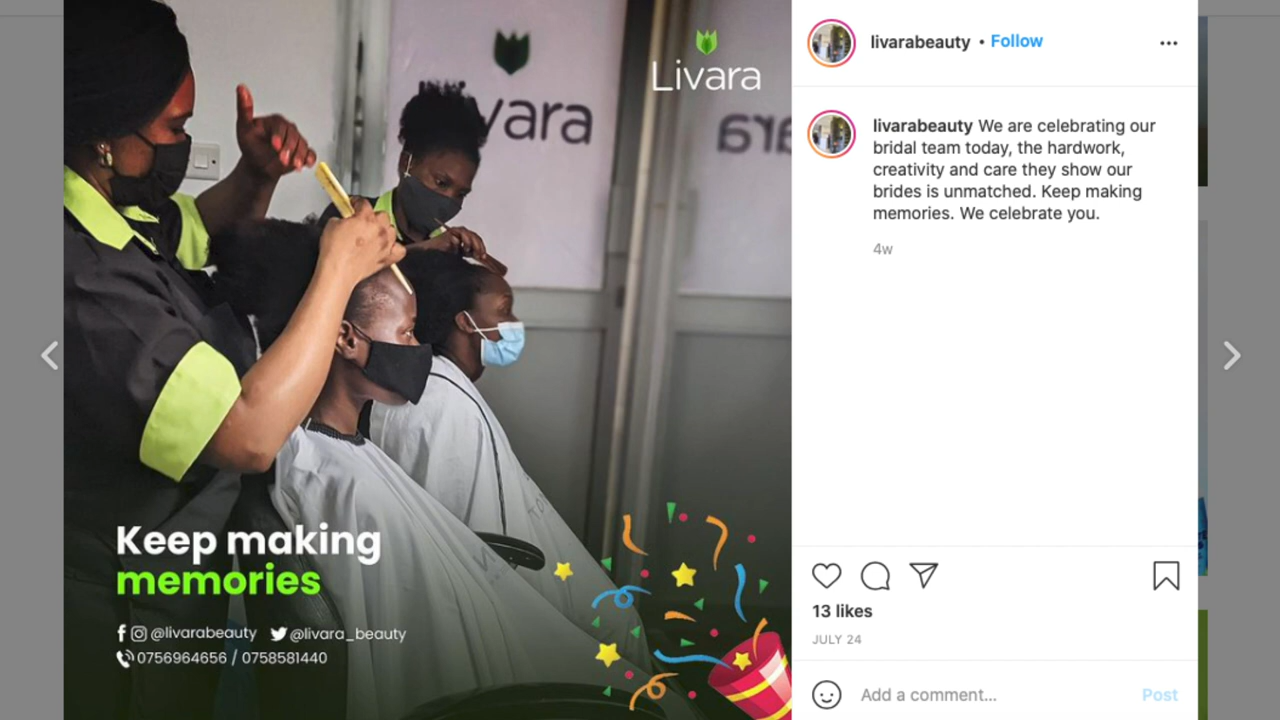 Livara
vara
livarabeauty • Follow
livarabeauty We are celebrating our
bridal team today, the hardwork,
creativity and care they show our
brides is unmatched. Keep making
memories. We celebrate you.
4w
Keep making
memories
@livarabeauty @livara_beauty
0756964656 / 0758581440
13 likes
JULY 24
Add a comment... Post